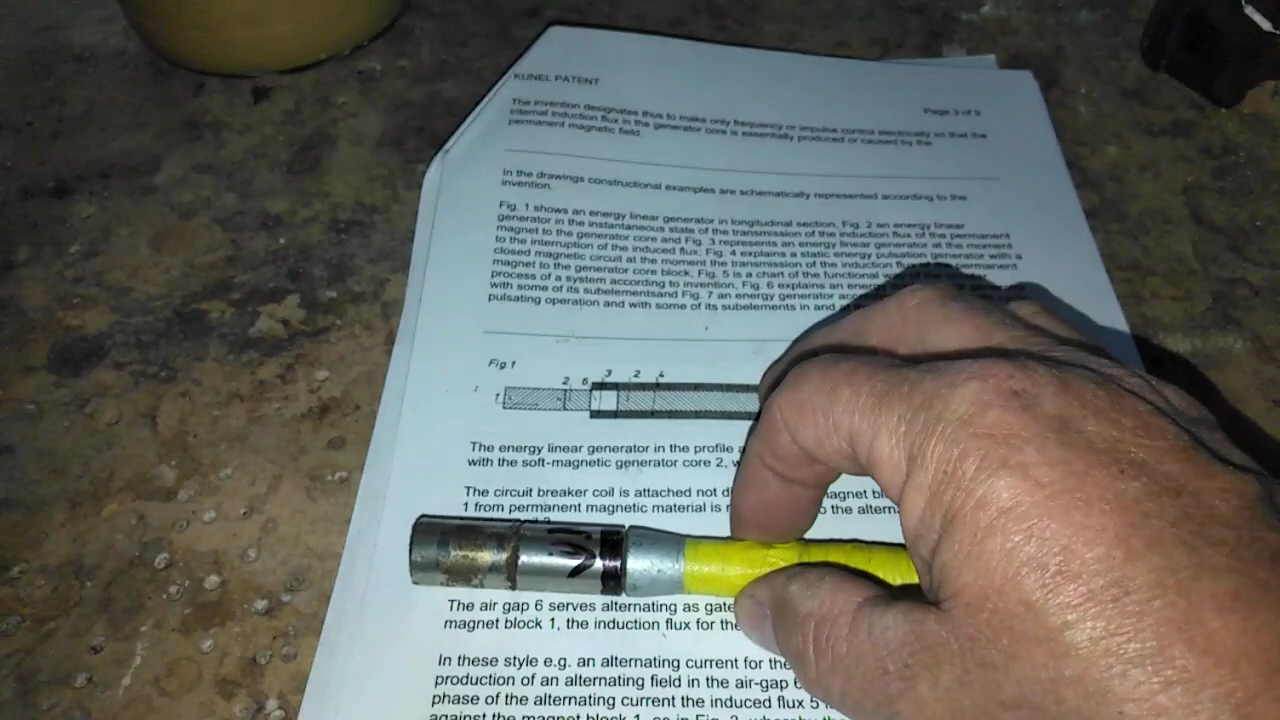 KUNEL PATENT
Page 3 of 9
The invention designates thus to make only frequency or impulse control electrically so that the
internal induction flux in the generator core is essentially produced or caused by the
permanent magnetic field.
In the drawings constructional examples are schematically represented according to the
invention.
Fig. 1 shows an energy linear generator in longitudinal section, Fig. 2 an energy linear
generator in the instantaneous state of the transmission of the induction flux of the permanent
magnet to the generator core and Fig. 3 represents an energy linear generator at the moment
to the interruption of the induced flux, Fig. 4 explains a static energy pulsation generator with a
closed magnetic circuit at the moment the transmission of the induction flux of the permanent
magnet to the generator core block, Fig. 5 is a chart of the functional
process of a system according to invention, Fig. 6 explains an
with some of its subelementsand Fig. 7 an energy generator
pulsating operation and with some of its subelements in and
Fig.1
2 6 3 2 4
1
The energy linear generator in the profile
with the soft-magnetic generator core 2,
The circuit breaker coil is attached not
1 from permanent magnetic material is the
The air gap 6 serves alternating as gate
magnet block 1, the induction flux for the
In these style e.g. an alternating current for the
production of an alternating field in the air-gap 6
phase of the alternating current the induced flux 5
against the magnet block 1, as in Fig. 2, whereby the